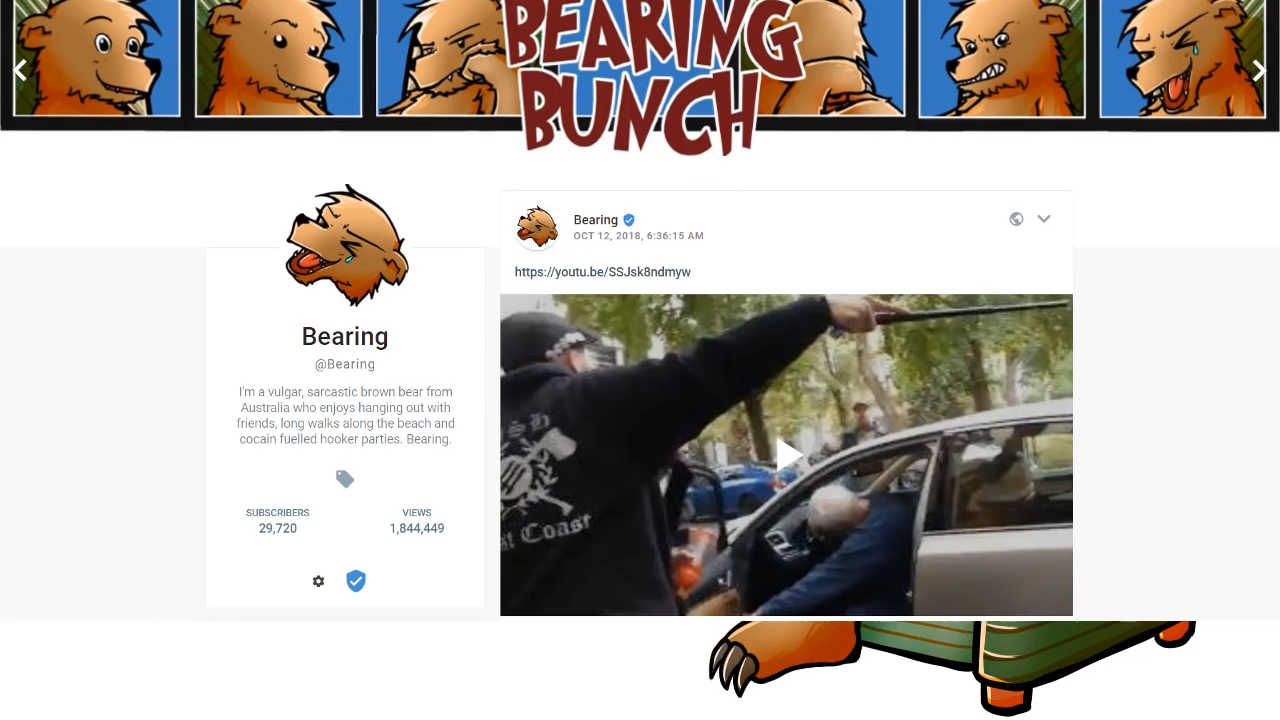 BEARING
BUNCH
Bearing
@Bearing
I'm a vulgar, sarcastic brown bear from
Australia who enjoys hanging out with
friends, long walks along the beach and
cocain fuelled hooker parties. Bearing.
SUBSCRIBERS
29,720
VIEWS
1,844,449
Bearing
OCT 12, 2018, 6:36:15 AM
https://youtu.be/SSJsk8ndmyw
Coast